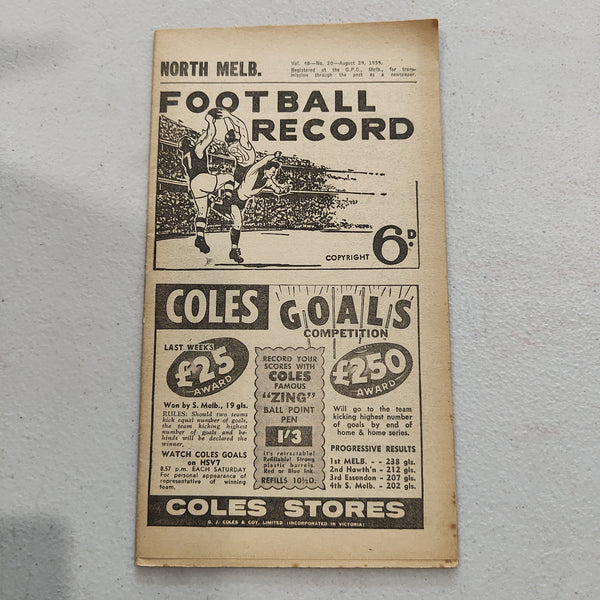 NORTH MELB.
Vol. 48—No. 20—August 29, 1959.
Registered at the G.P.O., Melb., for trans-
mission through the post as a newspaper.
FOOTBALL
RECORD
COPYRIGHT 6D.
COLES GOALS
COMPETITION
LAST WEEK'S
£25
AWARD
Won by S. Melb., 19 gls.
RULES: Should two teams
kick equal number of goals,
the team kicking highest
number of goals and be-
hinds will be declared the
winner.
WATCH COLES GOALS
on HSV7
8.57 p.m. EACH SATURDAY
For personal appearance of
representative of winning
team.
RECORD YOUR
SCORES WITH
COLES
FAMOUS
"ZING"
BALL POINT
PEN
1/3
It's retractable!
Refillable! Strong
plastic barrels.
Red or Blue Ink.
REFILLS 10½D.
£250
AWARD
Will go to the team
kicking highest number
of goals by end of
home & home series.
PROGRESSIVE RESULTS
1st MELB. - - 238 gls.
2nd Hawth'n - 212 gls.
3rd Essendon - 207 gls.
4th S. Melb. - 202 gls.
COLES STORES
G. J. COLES & COY. LIMITED (INCORPORATED IN VICTORIA)